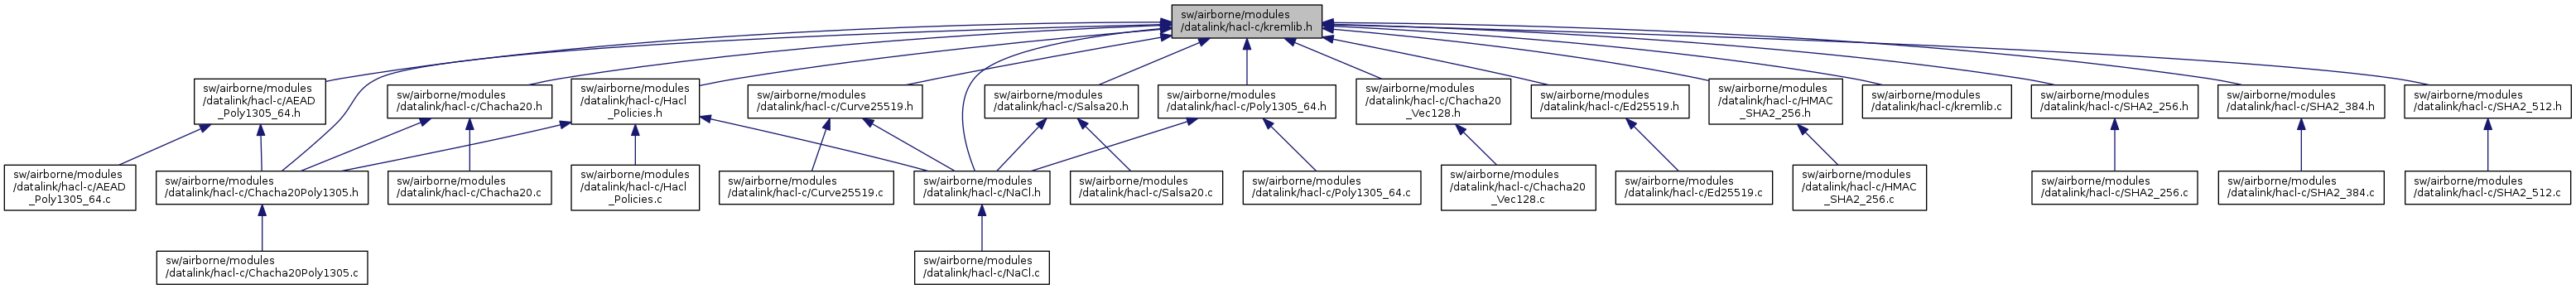 sw/airborne/modules
/datalink/hacl-c/kremlib.h
sw/airborne/modules
/datalink/hacl-c/AEAD
_Poly1305_64.h
sw/airborne/modules
/datalink/hacl-c/Chacha20.h
sw/airborne/modules
/datalink/hacl-c/Hacl
_Policies.h
sw/airborne/modules
/datalink/hacl-c/Curve25519.h
sw/airborne/modules
/datalink/hacl-c/Salsa20.h
sw/airborne/modules
/datalink/hacl-c/Poly1305_64.h
sw/airborne/modules
/datalink/hacl-c/Chacha20
_Vec128.h
sw/airborne/modules
/datalink/hacl-c/Ed25519.h
sw/airborne/modules
/datalink/hacl-c/HMAC
_SHA2_256.h
sw/airborne/modules
/datalink/hacl-c/kremlib.c
sw/airborne/modules
/datalink/hacl-c/SHA2_256.h
sw/airborne/modules
/datalink/hacl-c/SHA2_384.h
sw/airborne/modules
/datalink/hacl-c/SHA2_512.h
sw/airborne/modules
/datalink/hacl-c/AEAD
_Poly1305_64.c
sw/airborne/modules
/datalink/hacl-c/Chacha20Poly1305.h
sw/airborne/modules
/datalink/hacl-c/Chacha20.c
sw/airborne/modules
/datalink/hacl-c/Hacl
_Policies.c
sw/airborne/modules
/datalink/hacl-c/Curve25519.c
sw/airborne/modules
/datalink/hacl-c/NaCl.h
sw/airborne/modules
/datalink/hacl-c/Salsa20.c
sw/airborne/modules
/datalink/hacl-c/Poly1305_64.c
sw/airborne/modules
/datalink/hacl-c/Chacha20
_Vec128.c
sw/airborne/modules
/datalink/hacl-c/Ed25519.c
sw/airborne/modules
/datalink/hacl-c/HMAC
_SHA2_256.c
sw/airborne/modules
/datalink/hacl-c/SHA2_256.c
sw/airborne/modules
/datalink/hacl-c/SHA2_384.c
sw/airborne/modules
/datalink/hacl-c/SHA2_512.c
sw/airborne/modules
/datalink/hacl-c/Chacha20Poly1305.c
sw/airborne/modules
/datalink/hacl-c/NaCl.c